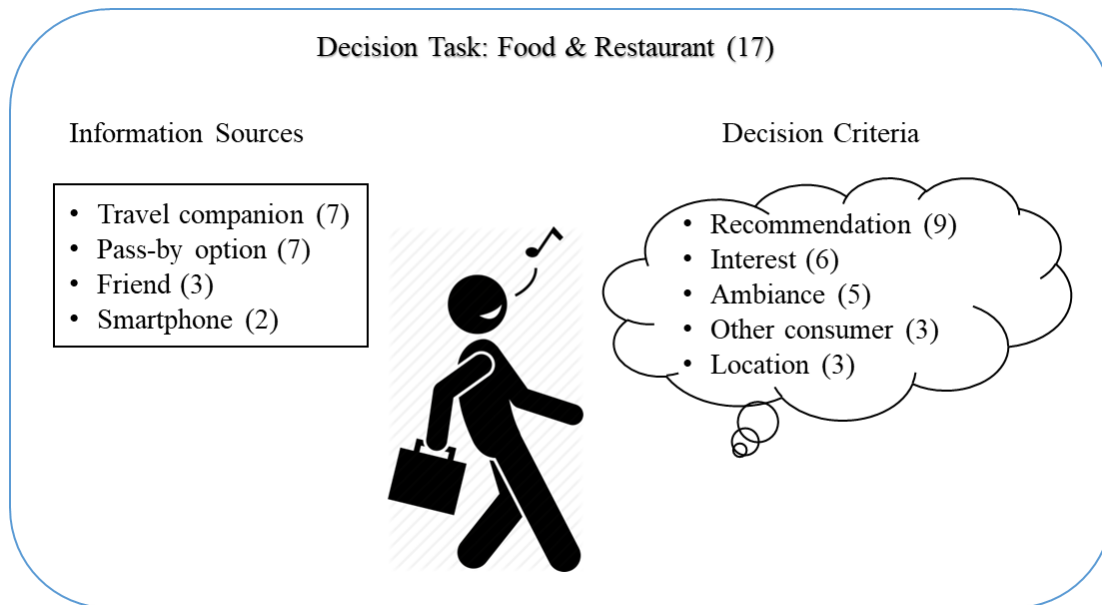 Decision Task: Food & Restaurant (17)
Information Sources
• Travel companion (7)
• Pass-by option (7)
• Friend (3)
• Smartphone (2)
Decision Criteria
• Recommendation (9)
• Interest (6)
• Ambiance (5)
• Other consumer (3)
• Location (3)